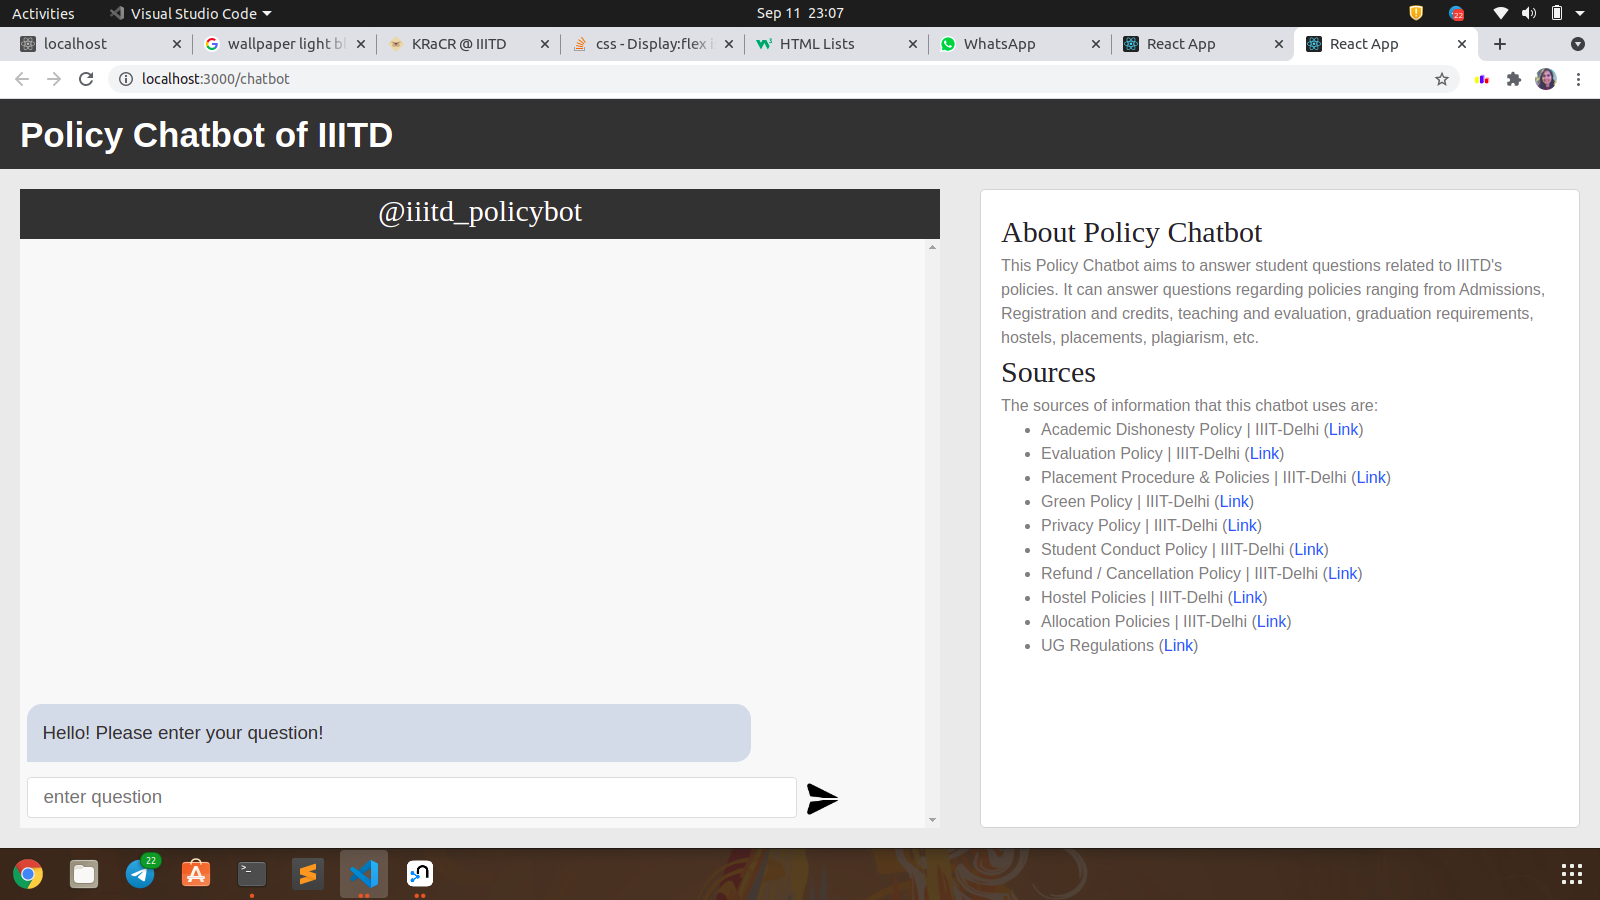 Activities
Visual Studio Code
Sep 11 23:07
22
localhost
wallpaper light bl
KRaCR @ IIITD
css - Display:flex is
HTML Lists
WhatsApp
React App
React App
localhost:3000/chatbot
Policy Chatbot of IIITD
@iiitd_policybot
Hello! Please enter your question!
enter question
About Policy Chatbot
This Policy Chatbot aims to answer student questions related to IIITD's
policies. It can answer questions regarding policies ranging from Admissions,
Registration and credits, teaching and evaluation, graduation requirements,
hostels, placements, plagiarism, etc.
Sources
The sources of information that this chatbot uses are:
• Academic Dishonesty Policy | IIIT-Delhi (Link)
• Evaluation Policy | IIIT-Delhi (Link)
• Placement Procedure & Policies | IIIT-Delhi (Link)
• Green Policy | IIIT-Delhi (Link)
• Privacy Policy | IIIT-Delhi (Link)
• Student Conduct Policy | IIIT-Delhi (Link)
• Refund / Cancellation Policy | IIIT-Delhi (Link)
• Hostel Policies | IIIT-Delhi (Link)
• Allocation Policies | IIIT-Delhi (Link)
• UG Regulations (Link)
22